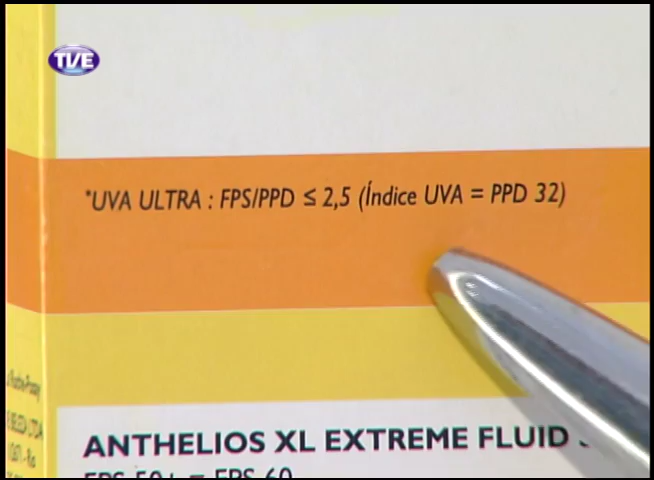 TVE
*UVA ULTRA : FPS/PPD ≤ 2,5 (Índice UVA = PPD 32)
ANTHELIOS XL EXTREME FLUID
FPS 50+ = FPS 60